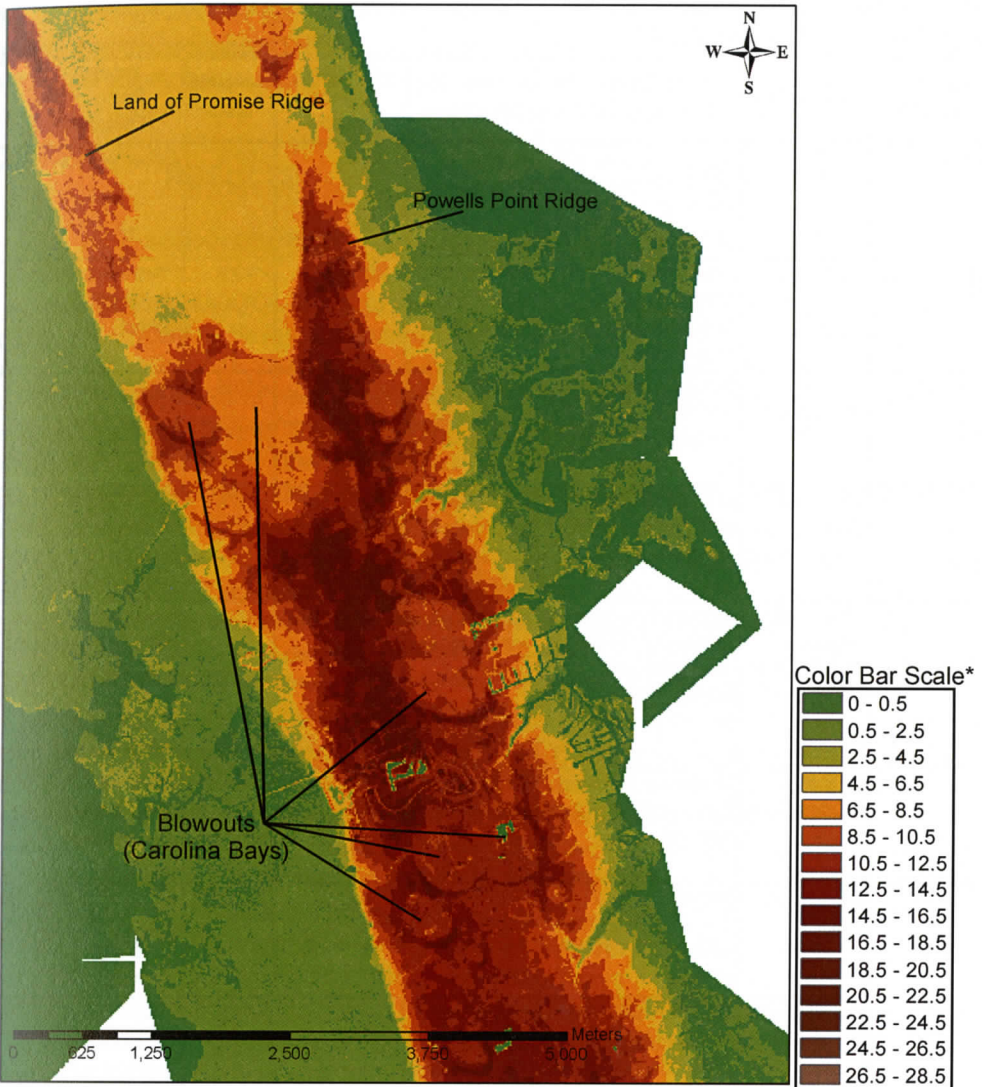 N
W E
S
Land of Promise Ridge
Powells Point Ridge
Blowouts
(Carolina Bays)
Meters
0 625 1,250 2,500 3,750 5,000
Color Bar Scale*
0 - 0.5
0.5 - 2.5
2.5 - 4.5
4.5 - 6.5
6.5 - 8.5
8.5 - 10.5
10.5 - 12.5
12.5 - 14.5
14.5 - 16.5
16.5 - 18.5
18.5 - 20.5
20.5 - 22.5
22.5 - 24.5
24.5 - 26.5
26.5 - 28.5